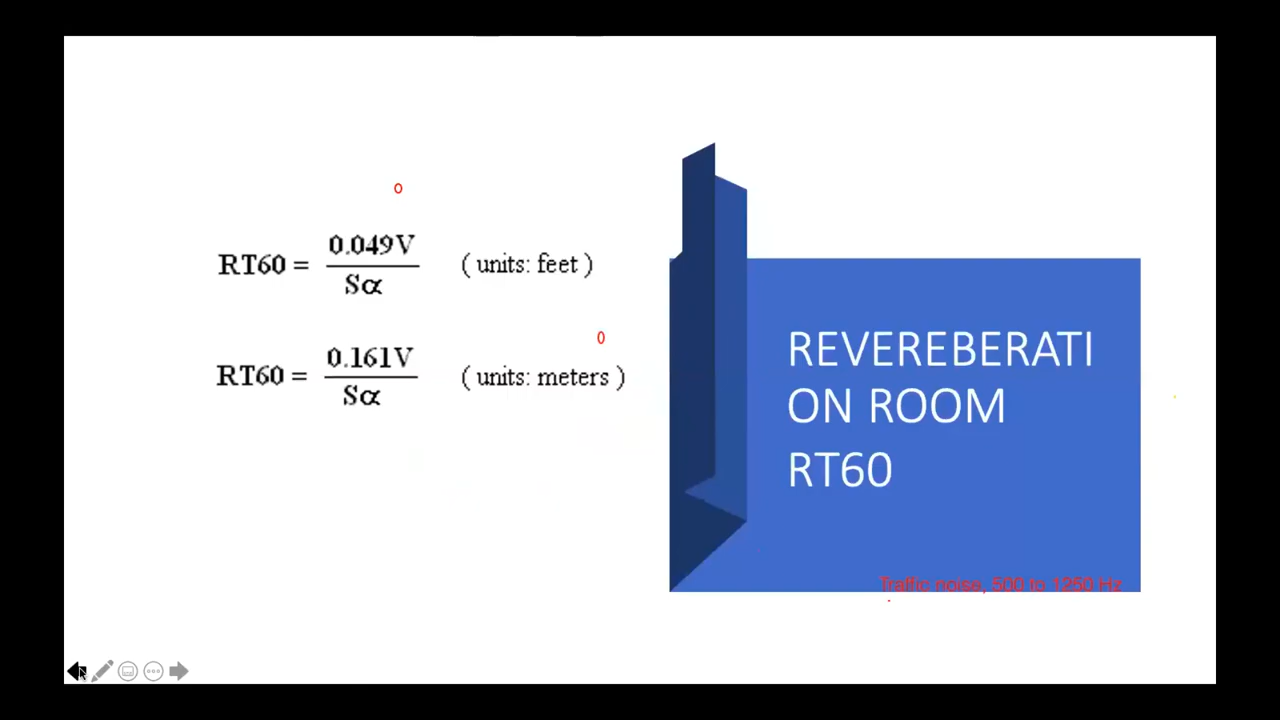 o
RT60 = 0.049V / Sα ( units: feet )
0
RT60 = 0.161V / Sα ( units: meters )
REVEREBERATI
ON ROOM
RT60
Traffic noise, 500 to 1250 Hz